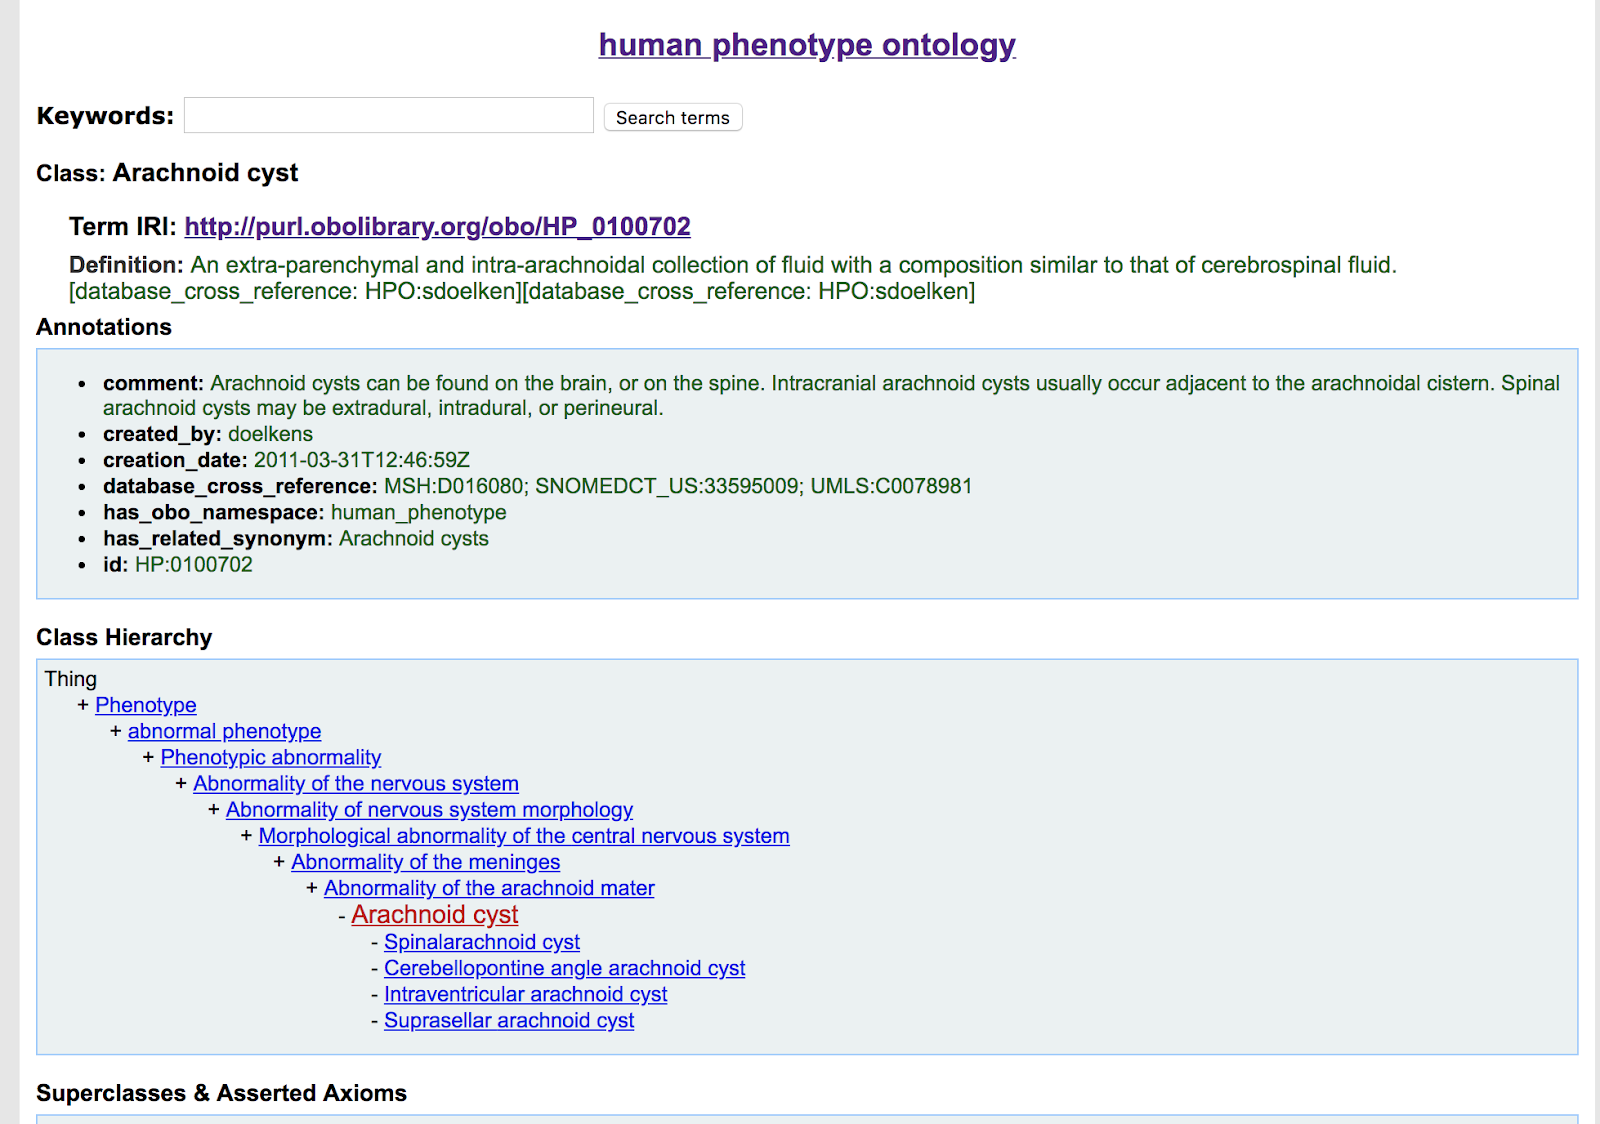 human phenotype ontology
Keywords: Search terms
Class: Arachnoid cyst
Term IRI: http://purl.obolibrary.org/obo/HP_0100702
Definition: An extra-parenchymal and intra-arachnoidal collection of fluid with a composition similar to that of cerebrospinal fluid.
[database_cross_reference: HPO:sdoelken][database_cross_reference: HPO:sdoelken]
Annotations
• comment: Arachnoid cysts can be found on the brain, or on the spine. Intracranial arachnoid cysts usually occur adjacent to the arachnoidal cistern. Spinal
arachnoid cysts may be extradural, intradural, or perineural.
• created_by: doelkens
• creation_date: 2011-03-31T12:46:59Z
• database_cross_reference: MSH:D016080; SNOMEDCT_US:33595009; UMLS:C0078981
• has_obo_namespace: human_phenotype
• has_related_synonym: Arachnoid cysts
• id: HP:0100702
Class Hierarchy
Thing
+ Phenotype
+ abnormal phenotype
+ Phenotypic abnormality
+ Abnormality of the nervous system
+ Abnormality of nervous system morphology
+ Morphological abnormality of the central nervous system
+ Abnormality of the meninges
+ Abnormality of the arachnoid mater
- Arachnoid cyst
- Spinalarachnoid cyst
- Cerebellopontine angle arachnoid cyst
- Intraventricular arachnoid cyst
- Suprasellar arachnoid cyst
Superclasses & Asserted Axioms